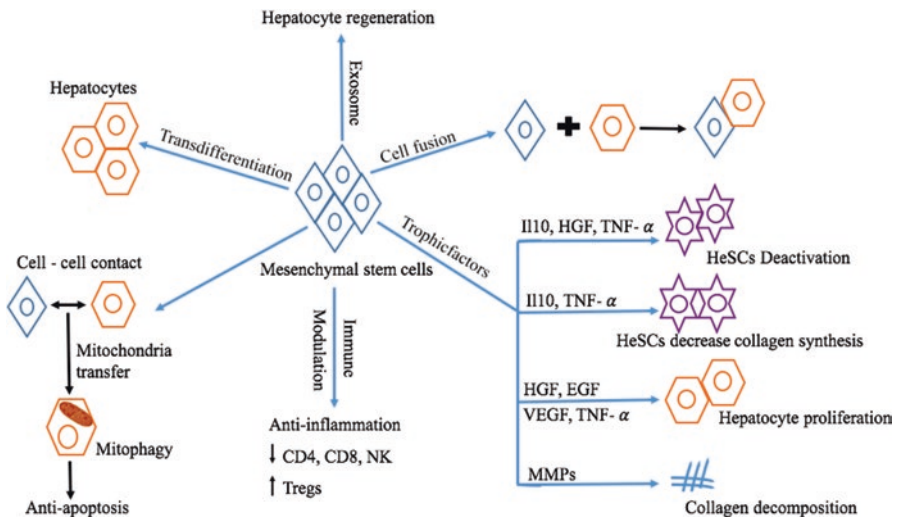 Hepatocyte regeneration
Exosome
Hepatocytes
Transdifferentiation
Cell fusion
Trophicfactors
Mesenchymal stem cells
Cell - cell contact
Mitochondria
transfer
Mitophagy
Anti-apoptosis
Immune
Modulation
Anti-inflammation
↓ CD4, CD8, NK
↑ Tregs
Il10, HGF, TNF- α
HeSCs Deactivation
Il10, TNF- α
HeSCs decrease collagen synthesis
HGF, EGF
VEGF, TNF- α
Hepatocyte proliferation
MMPs
Collagen decomposition